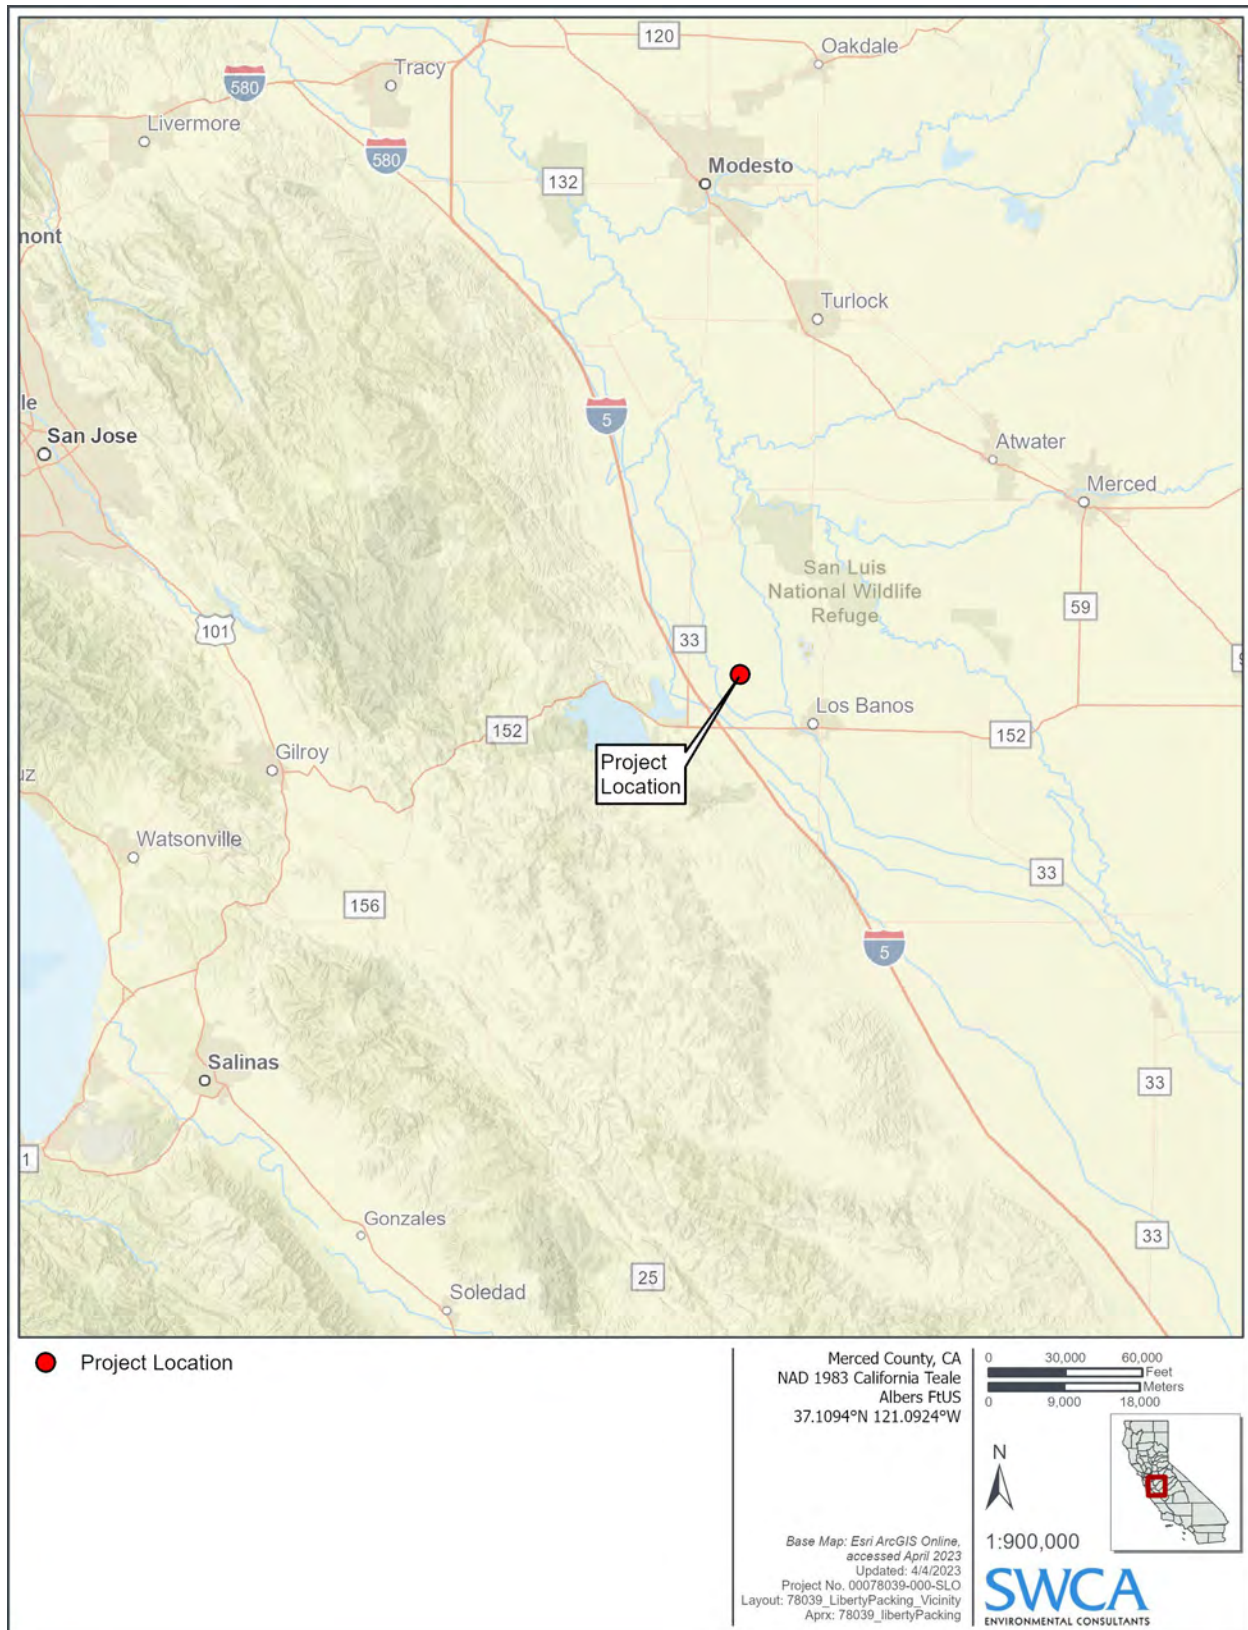 120
Oakdale
580
Tracy
Livermore
580
132
Modesto
mont
Turlock
5
le
San Jose
Atwater
Merced
San Luis
National Wildlife
Refuge
59
101
33
Los Banos
152
152
Project
Location
Gilroy
uz
Watsonville
33
156
5
Salinas
33
1
Gonzales
33
25
Soledad
Project Location
Merced County, CA
NAD 1983 California Teale
Albers FtUS
37.1094°N 121.0924°W
0 30,000 60,000
Feet
Meters
0 9,000 18,000
N
1:900,000
Base Map: Esri ArcGIS Online,
accessed April 2023
Updated: 4/4/2023
Project No. 00078039-000-SLO
Layout: 78039_LibertyPacking_Vicinity
Aprx: 78039_libertyPacking
SWCA
ENVIRONMENTAL CONSULTANTS